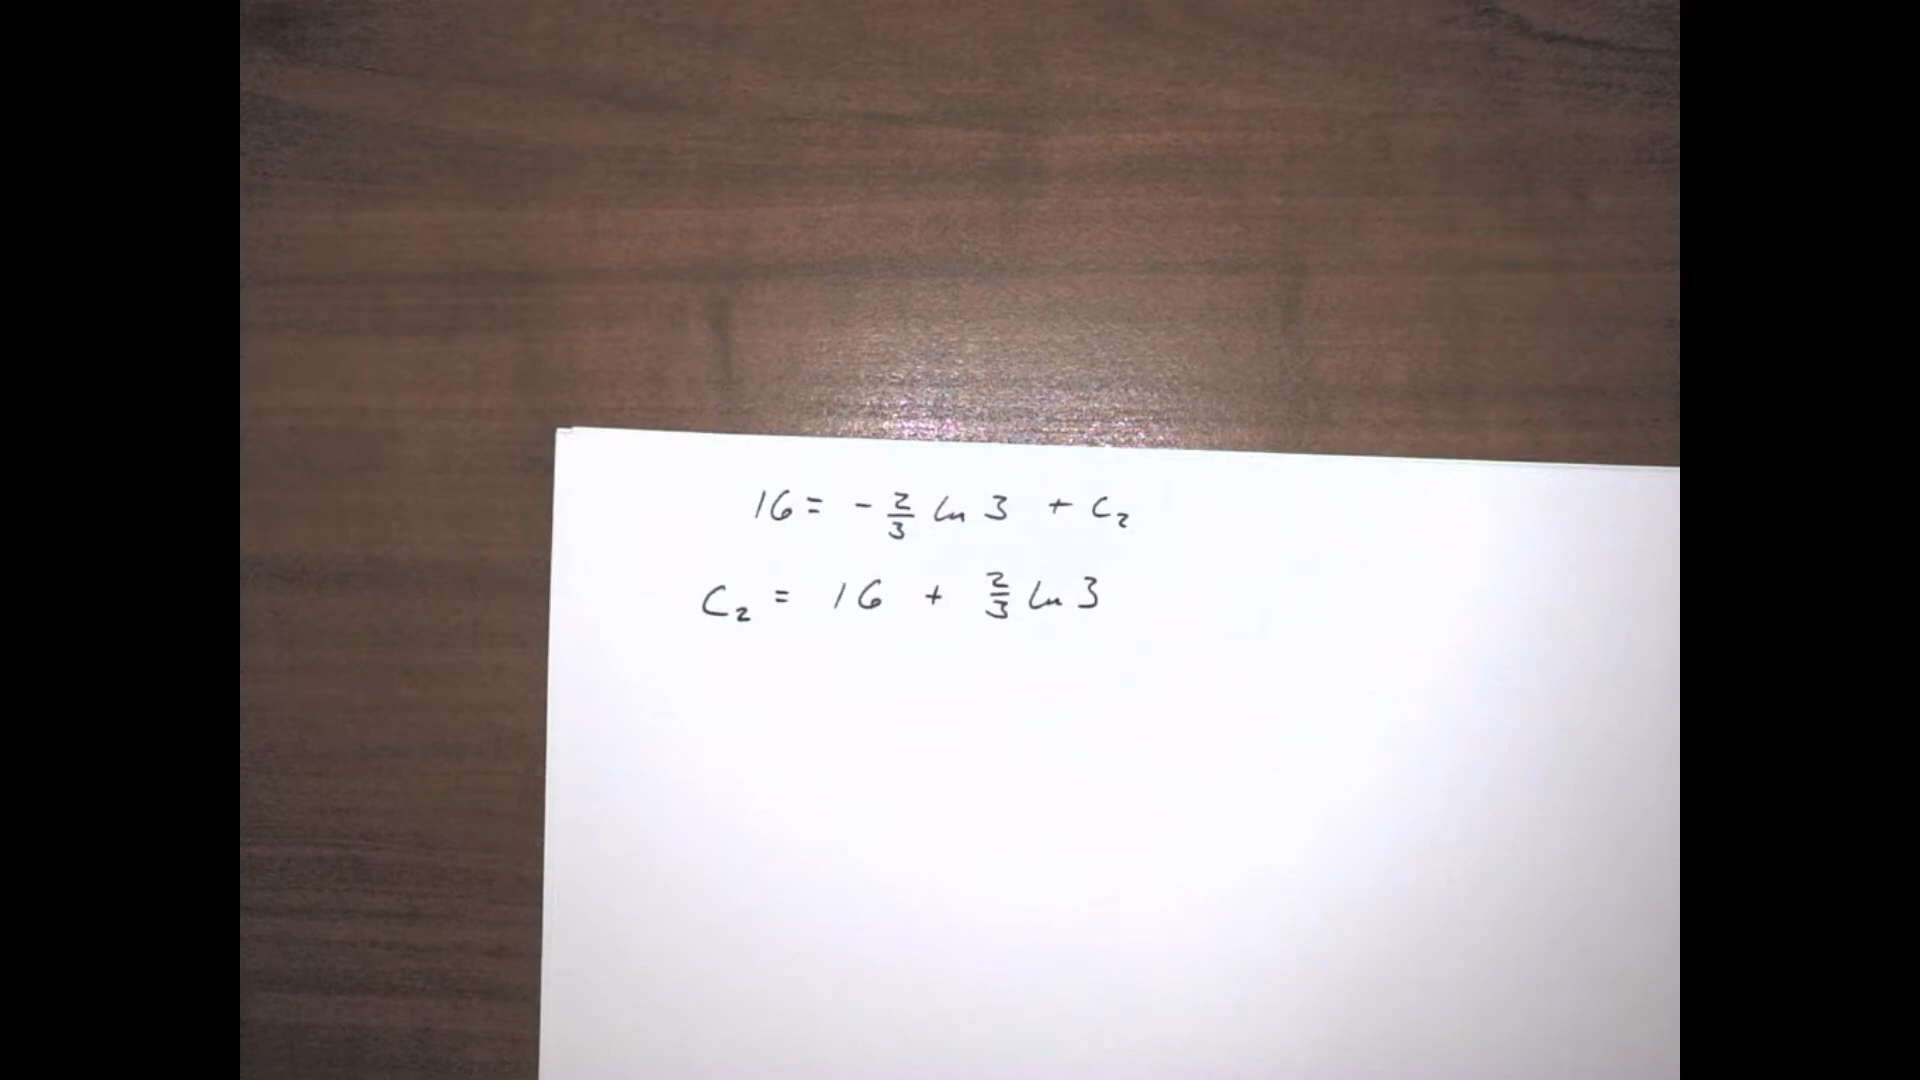 16 = - 2/3 ln 3 + C₂
C₂ = 16 + 2/3 ln 3